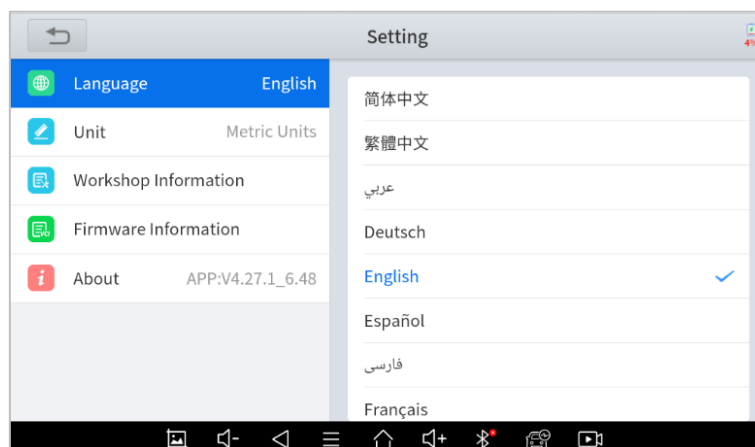 Setting
4%
Language English
Unit Metric Units
Workshop Information
Firmware Information
About APP:V4.27.1_6.48
简体中文
繁體中文
عربي
Deutsch
English
Español
فارسی
Français